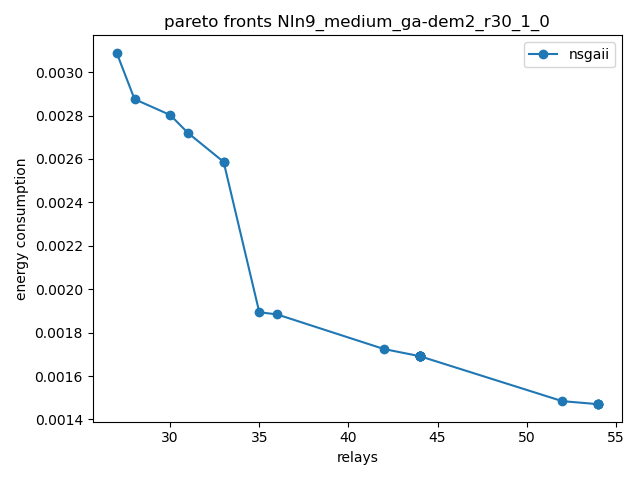 pareto fronts NIn9_medium_ga-dem2_r30_1_0
nsgaii
energy consumption
0.0030
0.0028
0.0026
0.0024
0.0022
0.0020
0.0018
0.0016
0.0014
30 35 40 45 50 55
relays